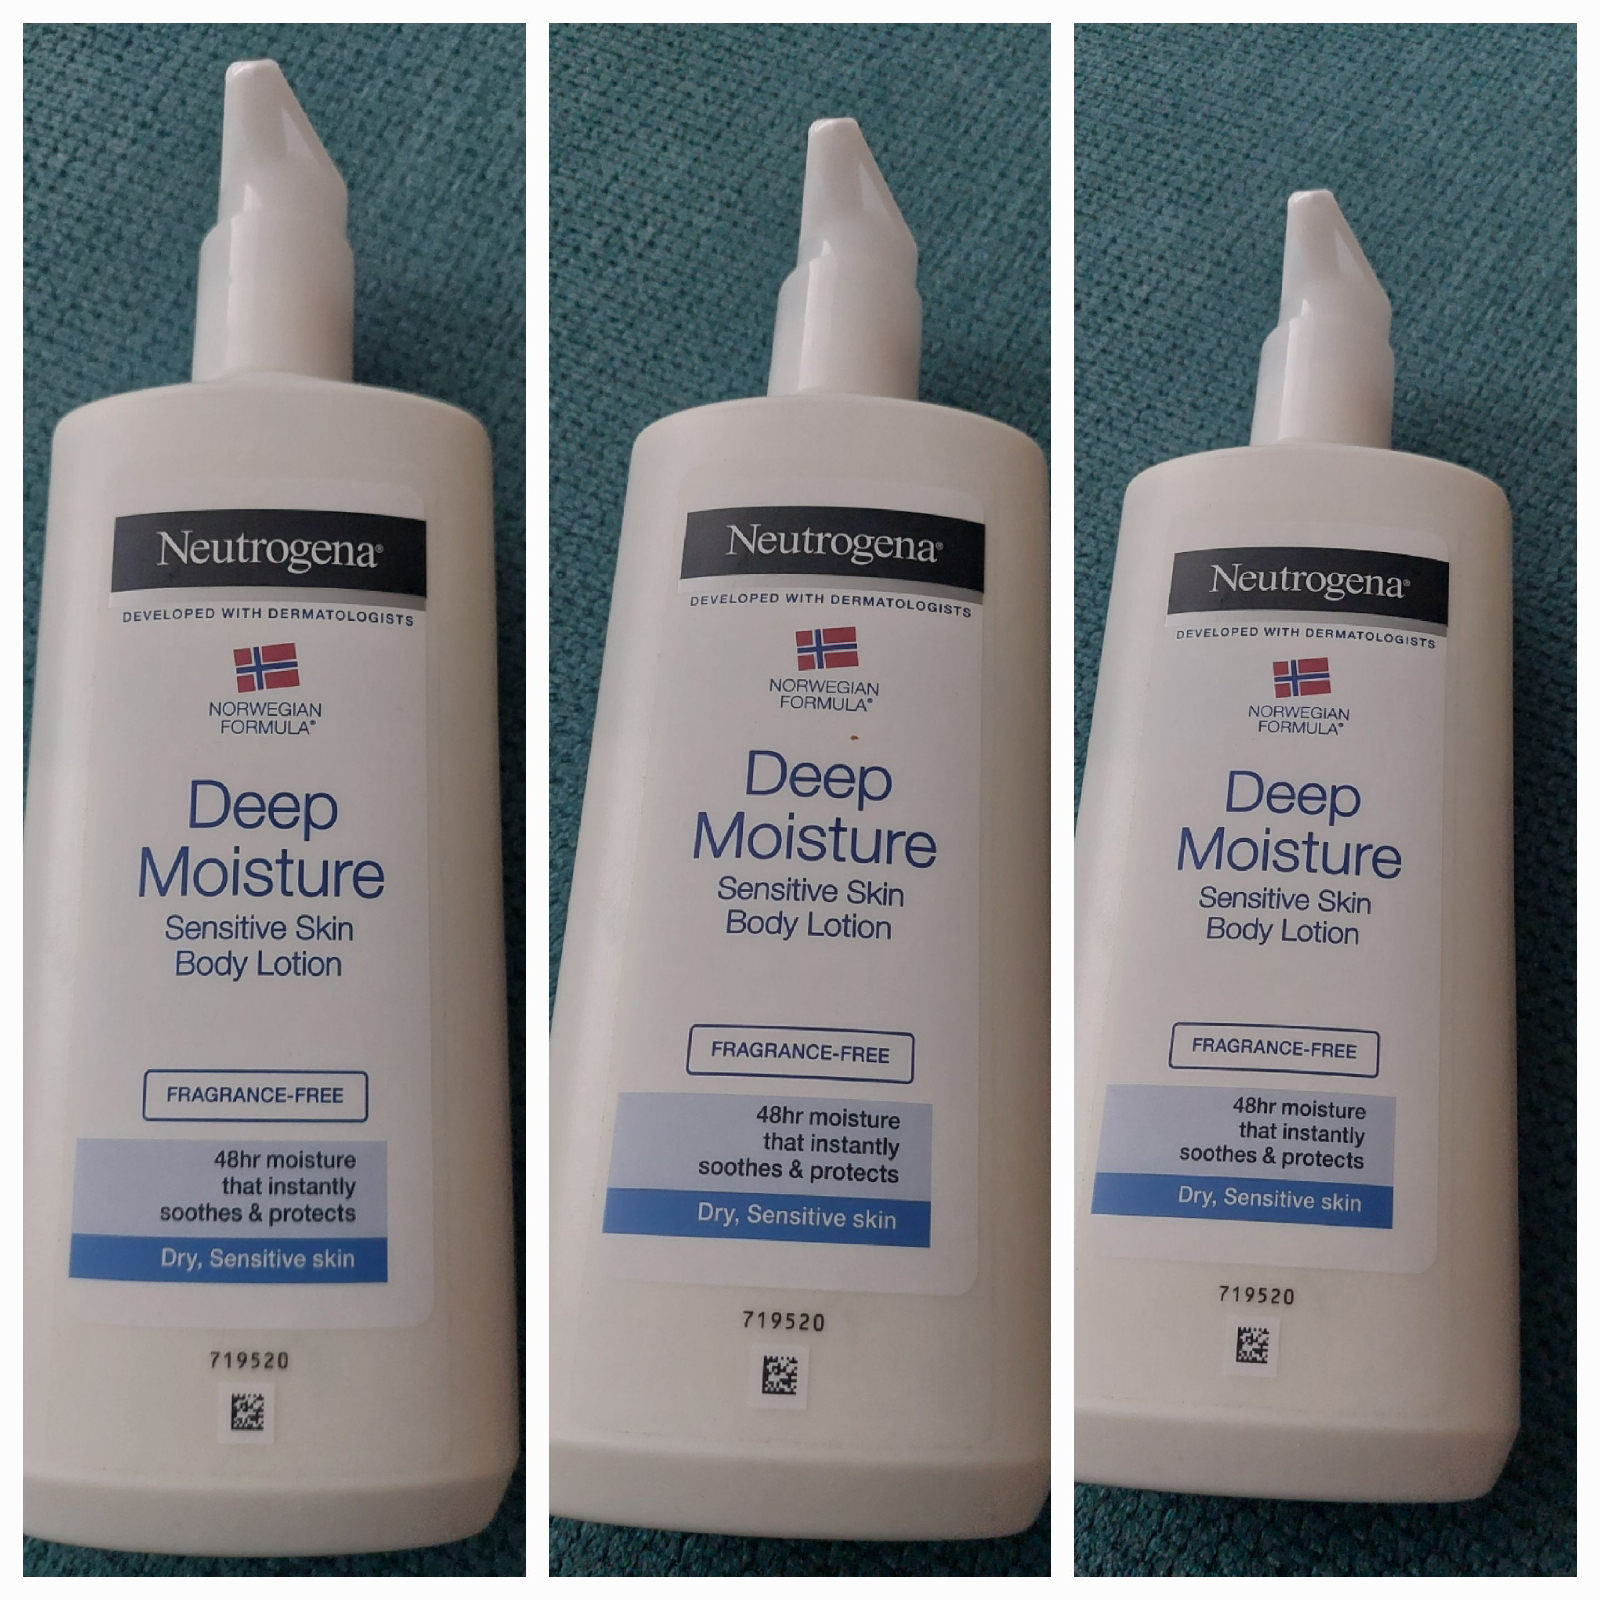 Neutrogena®
DEVELOPED WITH DERMATOLOGISTS
NORWEGIAN
FORMULA®
Deep
Moisture
Sensitive Skin
Body Lotion
FRAGRANCE-FREE
48hr moisture
that instantly
soothes & protects
Dry, Sensitive skin
719520
Neutrogena®
DEVELOPED WITH DERMATOLOGISTS
NORWEGIAN
FORMULA®
Deep
Moisture
Sensitive Skin
Body Lotion
FRAGRANCE-FREE
48hr moisture
that instantly
soothes & protects
Dry, Sensitive skin
719520
Neutrogena®
DEVELOPED WITH DERMATOLOGISTS
NORWEGIAN
FORMULA®
Deep
Moisture
Sensitive Skin
Body Lotion
FRAGRANCE-FREE
48hr moisture
that instantly
soothes & protects
Dry, Sensitive skin
719520